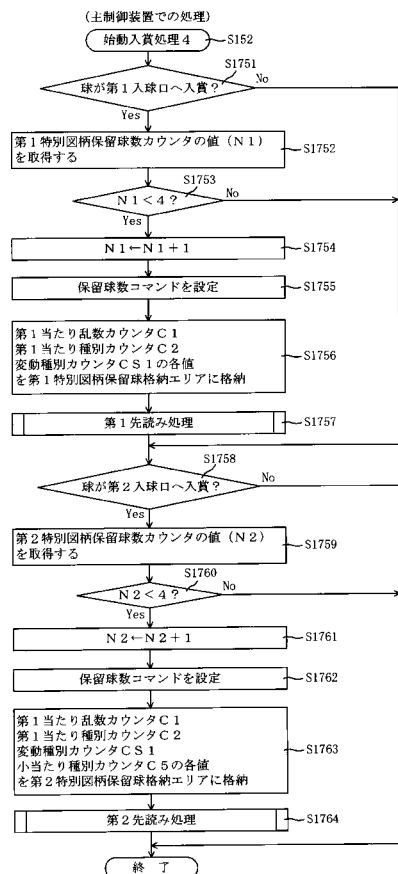 (主制御装置での処理)
始動入賞処理4
S152
S1751
球が第1入球口へ入賞?
No
Yes
第1特別図柄保留球数カウンタの値(N1)
を取得する
S1752
S1753
N1<4?
No
Yes
N1←N1+1
S1754
保留球数コマンドを設定
S1755
第1当たり乱数カウンタC1
第1当たり種別カウンタC2
変動種別カウンタCS1の各値
を第1特別図柄保留球格納エリアに格納
S1756
第1先読み処理
S1757
S1758
球が第2入球口へ入賞?
No
Yes
第2特別図柄保留球数カウンタの値(N2)
を取得する
S1759
S1760
N2<4?
No
Yes
N2←N2+1
S1761
保留球数コマンドを設定
S1762
第1当たり乱数カウンタC1
第1当たり種別カウンタC2
変動種別カウンタCS1
小当たり種別カウンタC5の各値
を第2特別図柄保留球格納エリアに格納
S1763
第2先読み処理
S1764
終了